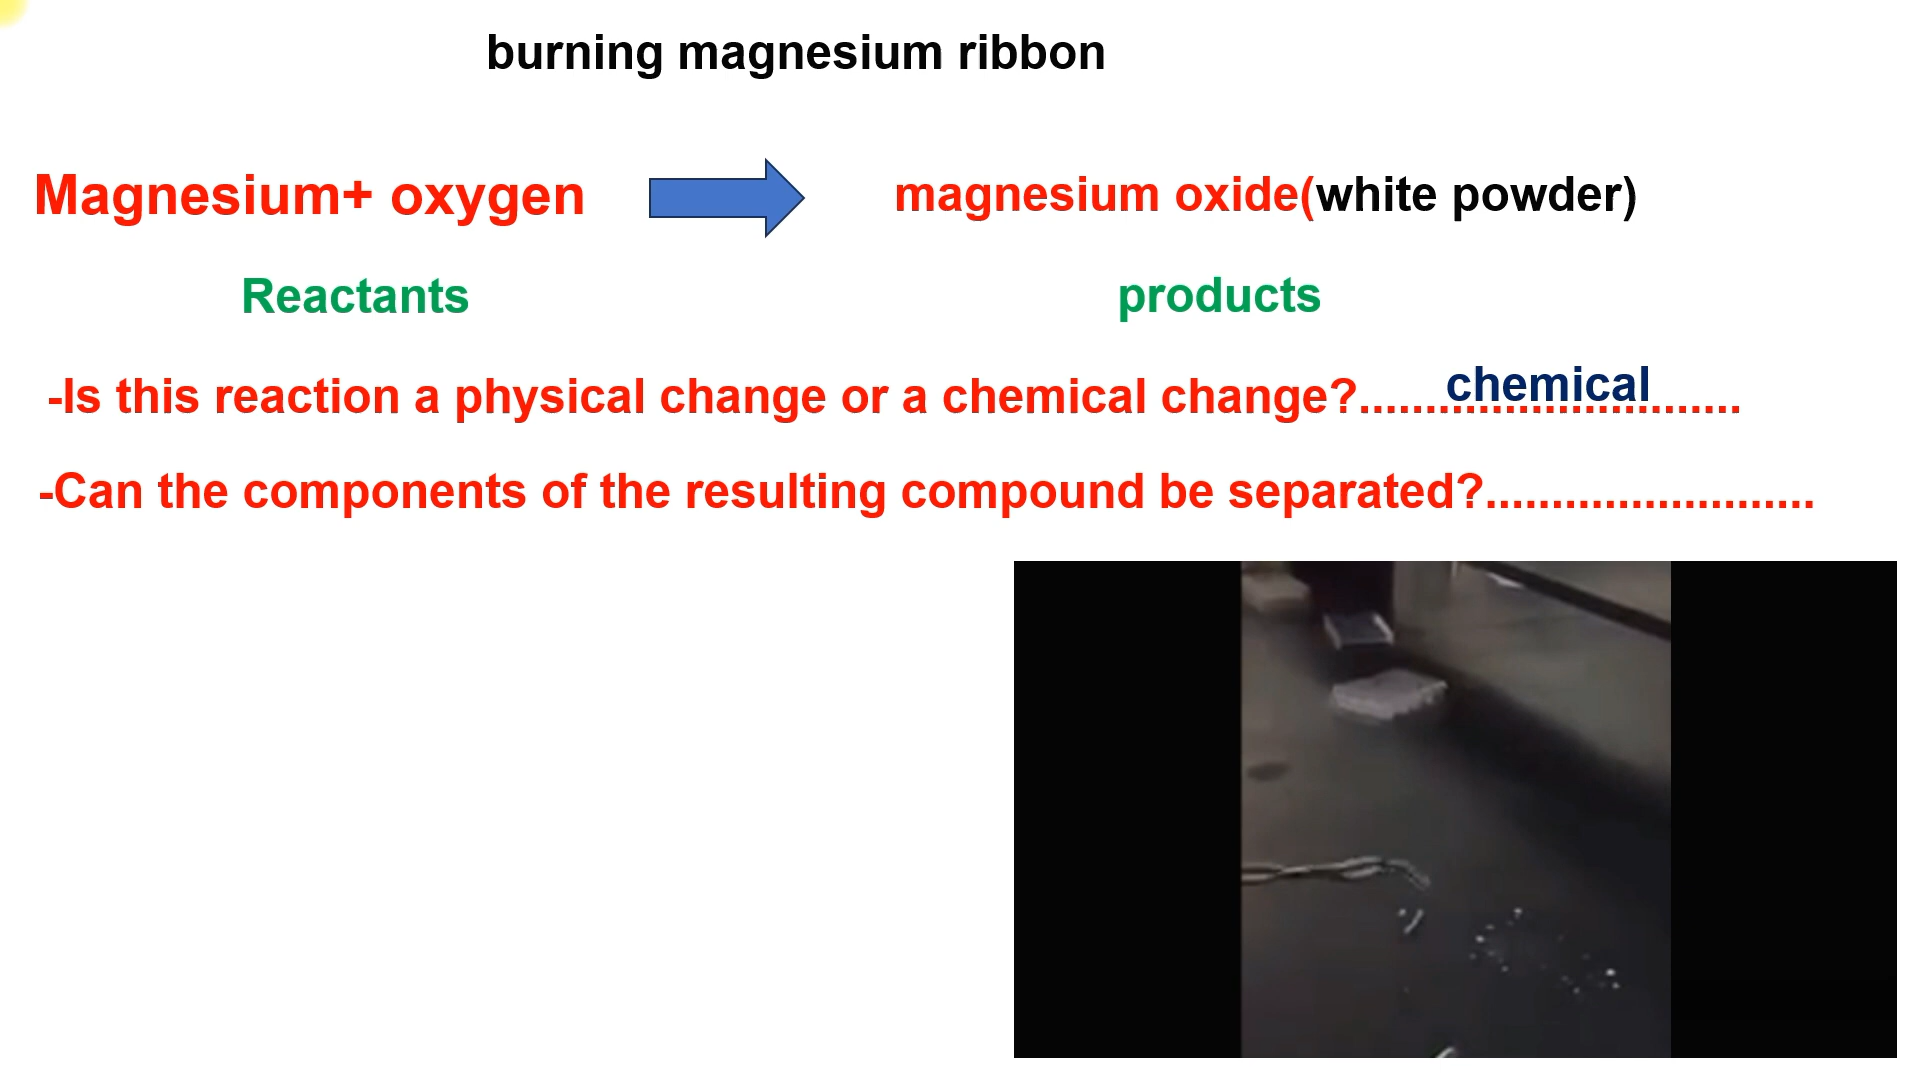 burning magnesium ribbon
Magnesium+ oxygen
magnesium oxide(white powder)
Reactants
products
-Is this reaction a physical change or a chemical change?.............................
chemical
-Can the components of the resulting compound be separated?.........................